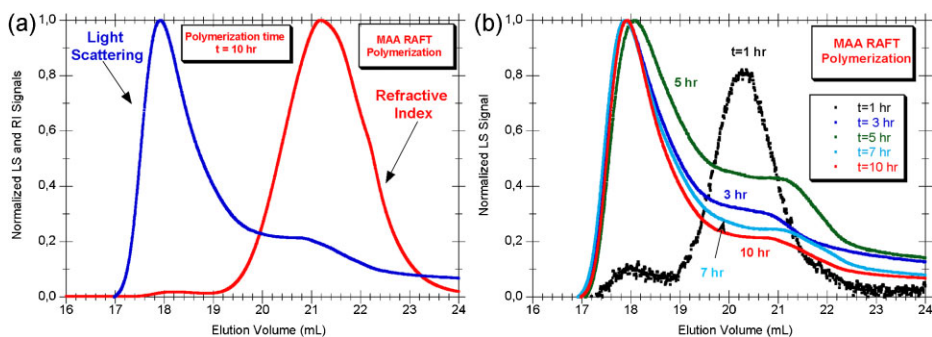 (a)
1,0
0,8
0,6
0,4
0,2
0,0
Normalized LS and RI Signals
Light
Scattering
Polymerization time
t = 10 hr
MAA RAFT
Polymerization
Refractive
Index
16 17 18 19 20 21 22 23 24
Elution Volume (mL)
(b)
1,0
0,8
0,6
0,4
0,2
0,0
Normalized LS Signal
t=1 hr
MAA RAFT
Polymerization
5 hr
t=1 hr
t= 3 hr
t=5 hr
t=7 hr
t=10 hr
3 hr
7 hr
10 hr
16 17 18 19 20 21 22 23 24
Elution Volume (mL)